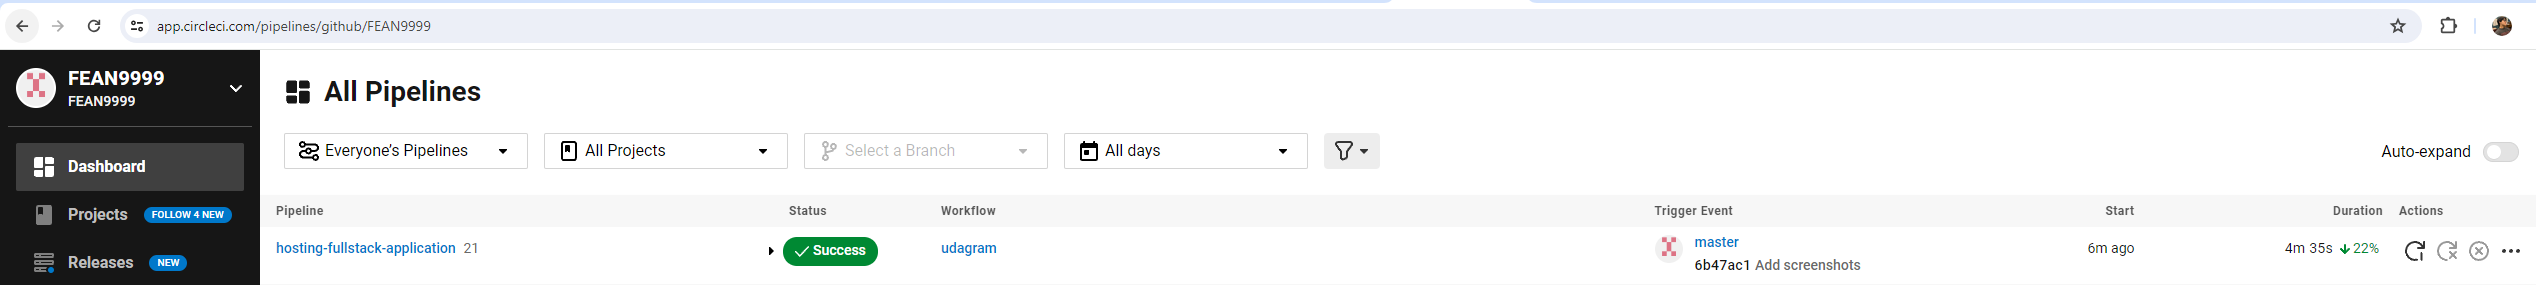 app.circleci.com/pipelines/github/FEAN9999
FEAN9999
FEAN9999
Dashboard
Projects FOLLOW 4 NEW
Releases NEW
All Pipelines
Everyone's Pipelines All Projects Select a Branch All days Auto-expand
Pipeline Status Workflow Trigger Event Start Duration Actions
hosting-fullstack-application 21 Success udagram master 6m ago 4m 35s 22%
6b47ac1 Add screenshots